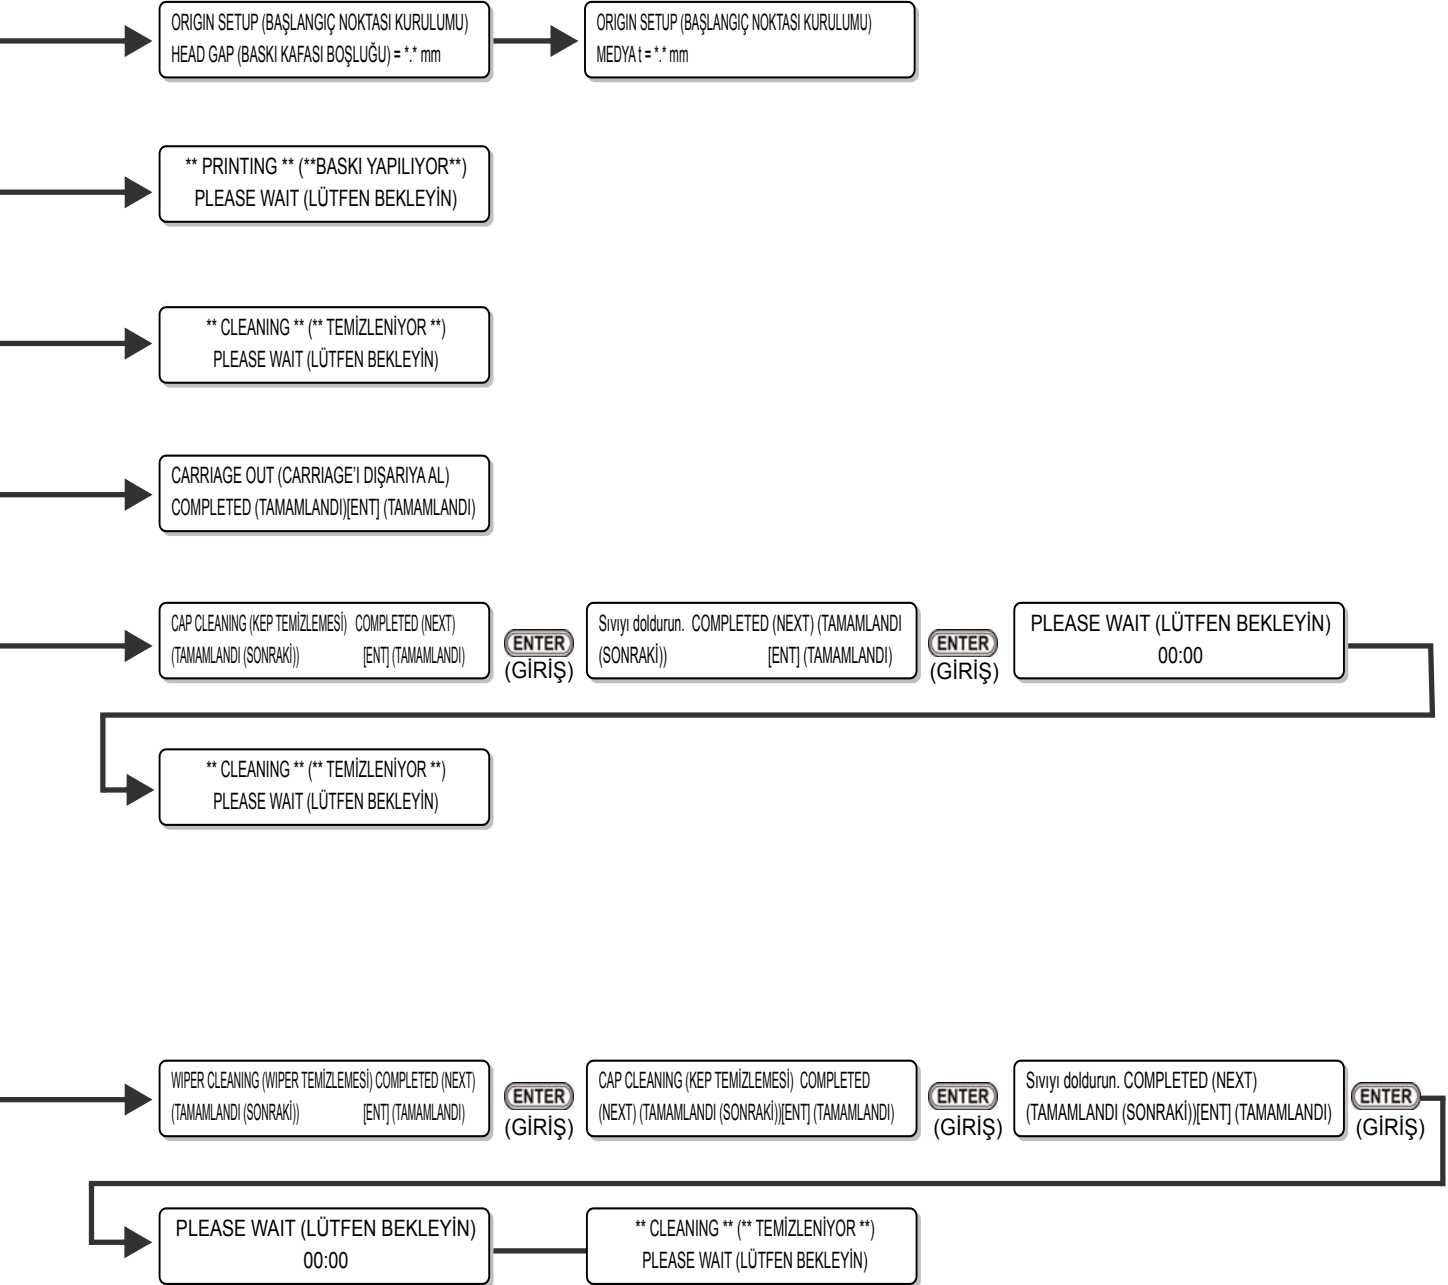 ORIGIN SETUP (BAŞLANGIÇ NOKTASI KURULUMU)
HEAD GAP (BASKI KAFASI BOŞLUĞU) = *.* mm
ORIGIN SETUP (BAŞLANGIÇ NOKTASI KURULUMU)
MEDYA t = *.* mm
** PRINTING ** (**BASKI YAPILIYOR**)
PLEASE WAIT (LÜTFEN BEKLEYİN)
** CLEANING ** (** TEMİZLENİYOR **)
PLEASE WAIT (LÜTFEN BEKLEYİN)
CARRIAGE OUT (CARRIAGE'I DIŞARIYA AL)
COMPLETED (TAMAMLANDI)[ENT] (TAMAMLANDI)
CAP CLEANING (KEP TEMİZLEMESİ) COMPLETED (NEXT)
(TAMAMLANDI (SONRAKİ)) [ENT] (TAMAMLANDI)
ENTER
(GİRİŞ)
Sıvıyı doldurun. COMPLETED (NEXT) (TAMAMLANDI
(SONRAKİ)) [ENT] (TAMAMLANDI)
ENTER
(GİRİŞ)
PLEASE WAIT (LÜTFEN BEKLEYİN)
00:00
** CLEANING ** (** TEMİZLENİYOR **)
PLEASE WAIT (LÜTFEN BEKLEYİN)
WIPER CLEANING (WIPER TEMİZLEMESİ) COMPLETED (NEXT)
(TAMAMLANDI (SONRAKİ)) [ENT] (TAMAMLANDI)
ENTER
(GİRİŞ)
CAP CLEANING (KEP TEMİZLEMESİ) COMPLETED
(NEXT) (TAMAMLANDI (SONRAKİ))[ENT] (TAMAMLANDI)
ENTER
(GİRİŞ)
Sıvıyı doldurun. COMPLETED (NEXT)
(TAMAMLANDI (SONRAKİ))[ENT] (TAMAMLANDI)
ENTER
(GİRİŞ)
PLEASE WAIT (LÜTFEN BEKLEYİN)
00:00
** CLEANING ** (** TEMİZLENİYOR **)
PLEASE WAIT (LÜTFEN BEKLEYİN)